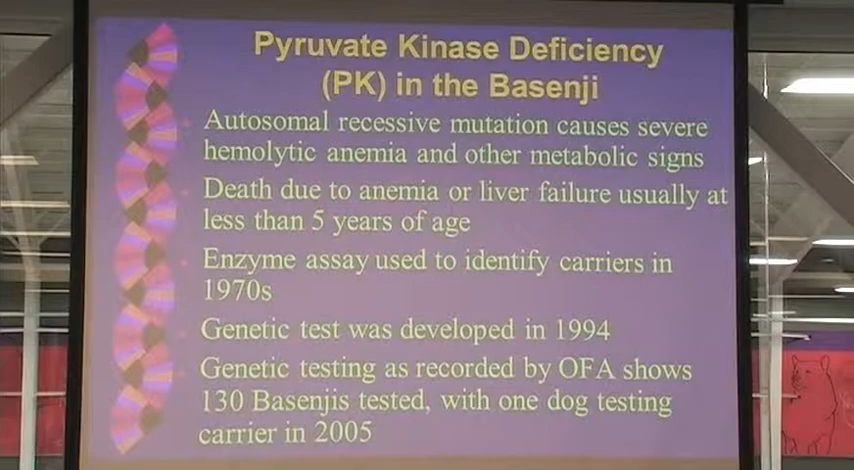 Pyruvate Kinase Deficiency
(PK) in the Basenji
Autosomal recessive mutation causes severe
hemolytic anemia and other metabolic signs
Death due to anemia or liver failure usually at
less than 5 years of age
Enzyme assay used to identify carriers in
1970s
Genetic test was developed in 1994
Genetic testing as recorded by OFA shows
130 Basenjis tested, with one dog testing
carrier in 2005